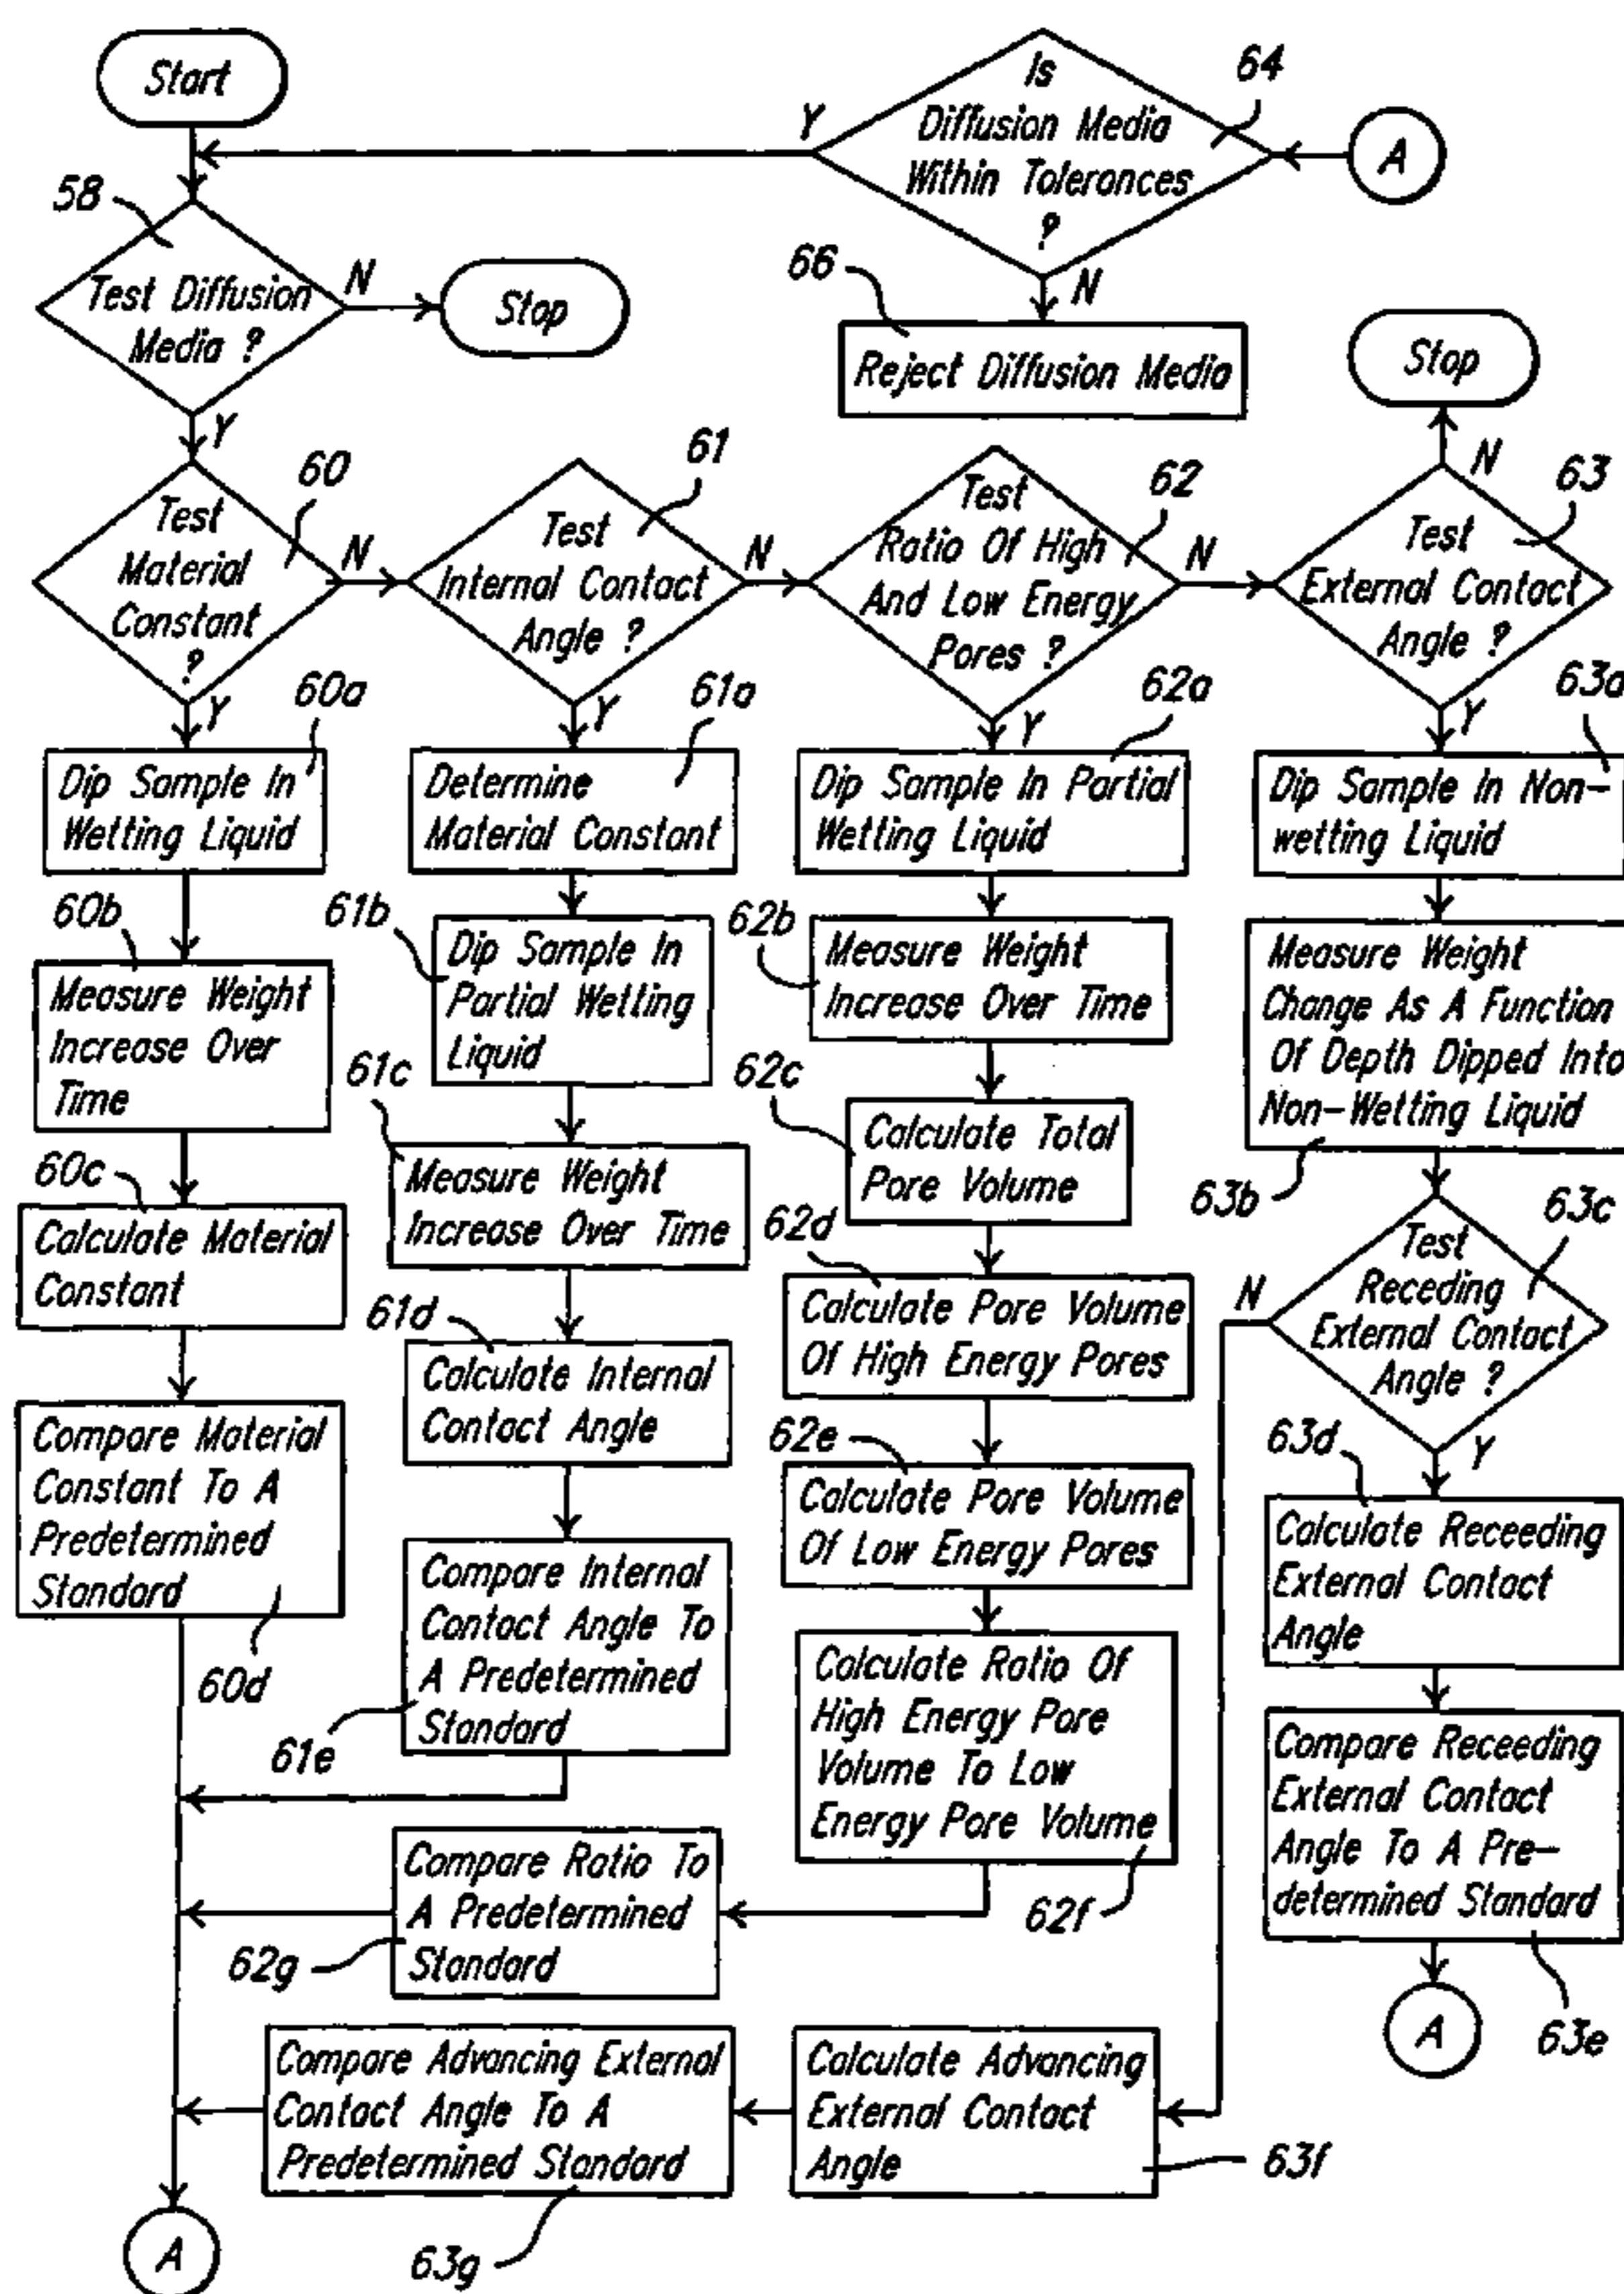 Start
Is
Diffusion Media
Within Tolerances
?
64
A
Y
N
58
Test Diffusion
Media ?
N
Stop
Y
66
Reject Diffusion Media
Stop
N
60
Test
Material
Constant
?
N
Y
61
Test
Internal Contact
Angle ?
N
Y
62
Test
Ratio Of High
And Low Energy
Pores ?
N
Y
63
Test
External Contact
Angle ?
Y
60a
Dip Sample In
Wetting Liquid
60b
Measure Weight
Increase Over
Time
60c
Calculate Material
Constant
Compare Material
Constant To A
Predetermined
Standard
60d
61a
Determine
Material Constant
61b
Dip Sample In
Partial Wetting
Liquid
61c
Measure Weight
Increase Over Time
61d
Calculate Internal
Contact Angle
Compare Internal
Contact Angle To
A Predetermined
Standard
61e
62a
Dip Sample In Partial
Wetting Liquid
62b
Measure Weight
Increase Over Time
62c
Calculate Total
Pore Volume
62d
Calculate Pore Volume
Of High Energy Pores
62e
Calculate Pore Volume
Of Low Energy Pores
Calculate Ratio Of
High Energy Pore
Volume To Low
Energy Pore Volume
62f
Compare Ratio To
A Predetermined
Standard
62g
63a
Dip Sample In Non-
wetting Liquid
Measure Weight
Change As A Function
Of Depth Dipped Into
Non-Wetting Liquid
63b
63c
Test
Receding
External Contact
Angle ?
N
Y
63d
Calculate Receeding
External Contact
Angle
Compare Receeding
External Contact
Angle To A Pre-
determined Standard
63e
A
Calculate Advancing
External Contact
Angle
63f
Compare Advancing External
Contact Angle To A
Predetermined Standard
63g
A